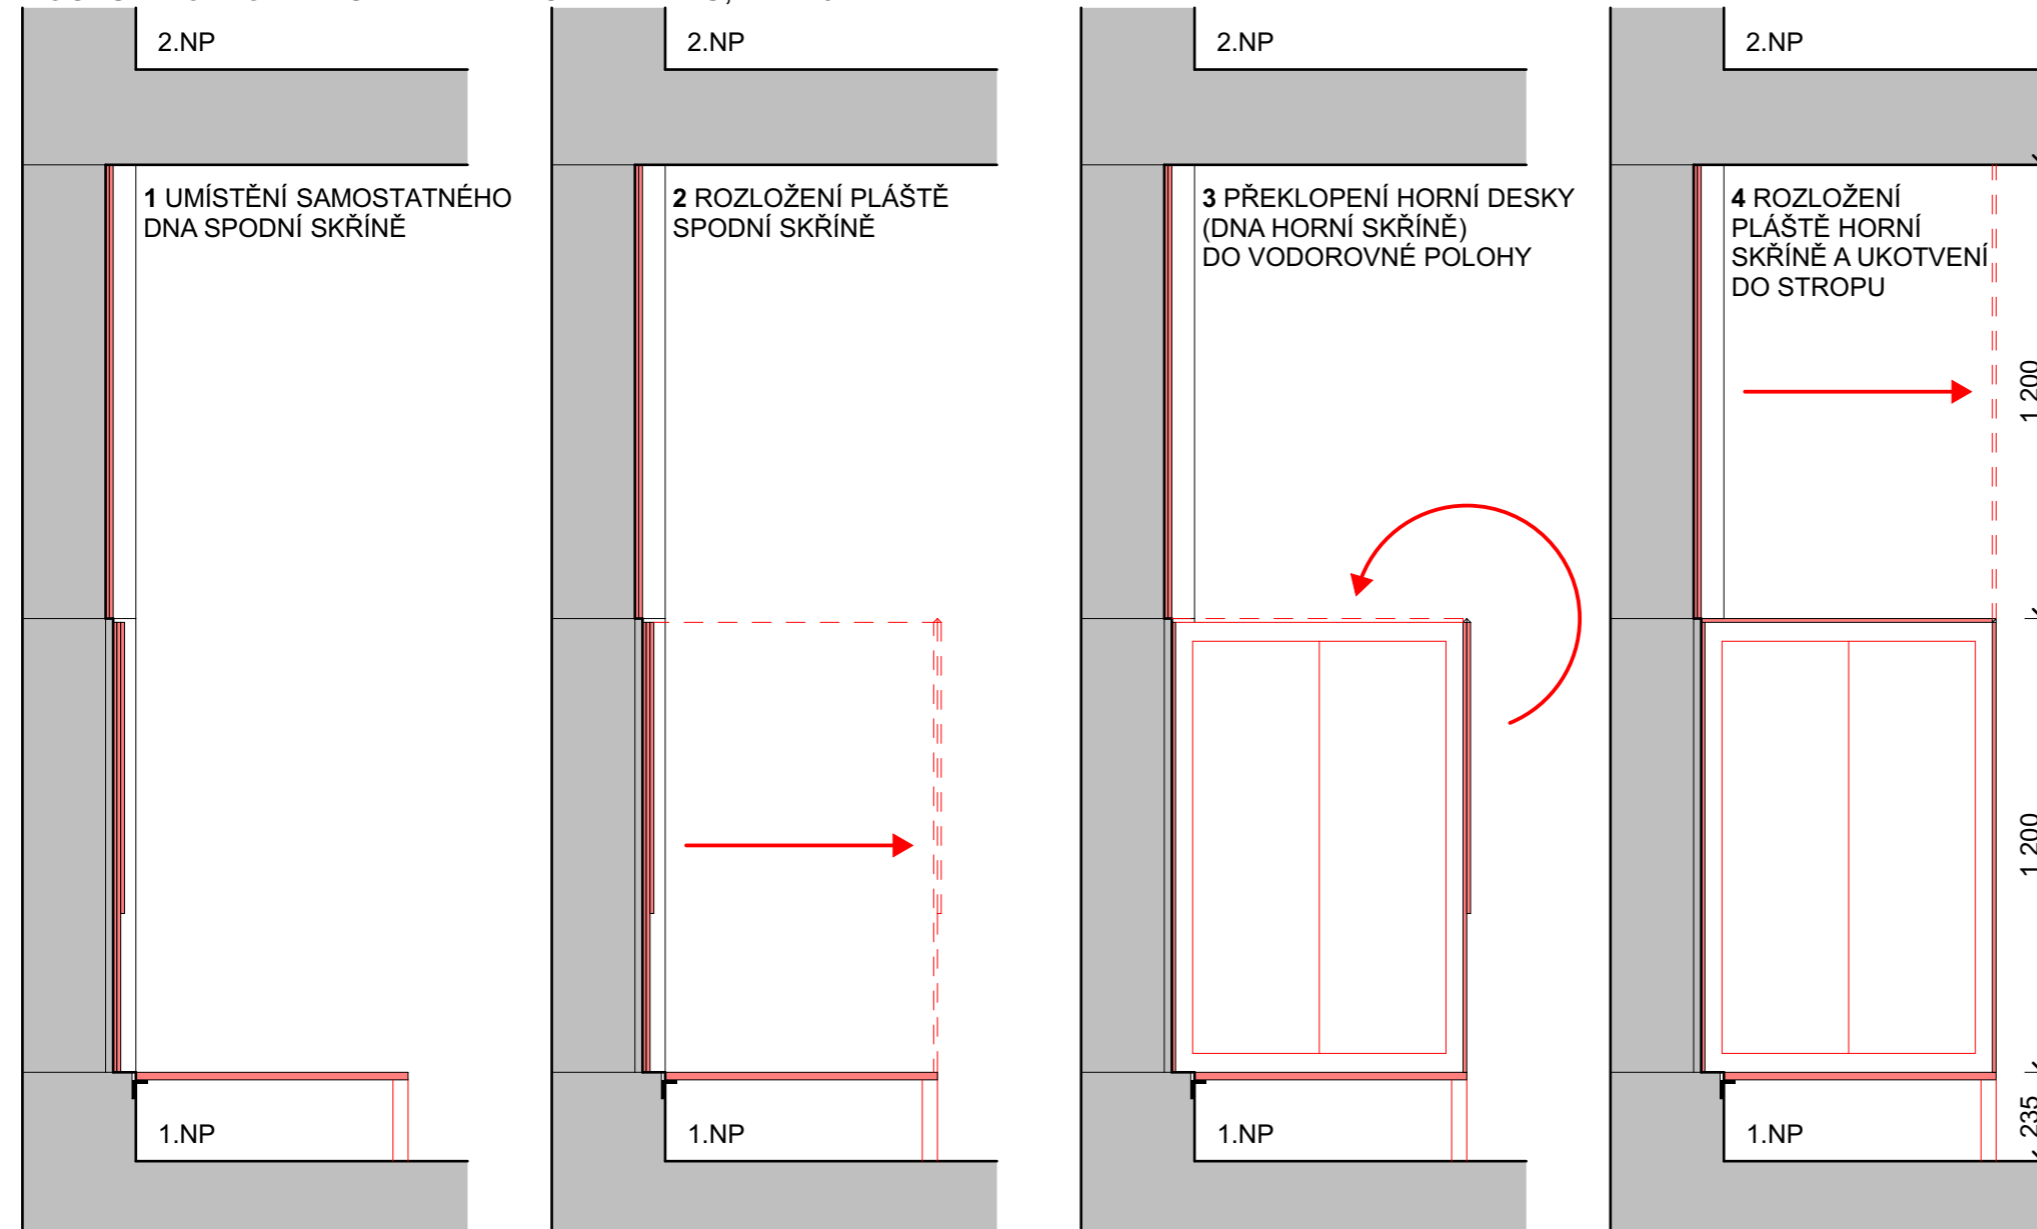 2.NP
1 UMÍSTĚNÍ SAMOSTATNÉHO
DNA SPODNÍ SKŘÍNĚ
1.NP
2.NP
2 ROZLOŽENÍ PLÁŠTĚ
SPODNÍ SKŘÍNĚ
1.NP
2.NP
3 PŘEKLOPENÍ HORNÍ DESKY
(DNA HORNÍ SKŘÍNĚ)
DO VODOROVNÉ POLOHY
1.NP
2.NP
4 ROZLOŽENÍ
PLÁŠTĚ HORNÍ
SKŘÍNĚ A UKOTVENÍ
DO STROPU
1 200
1 200
235
1.NP